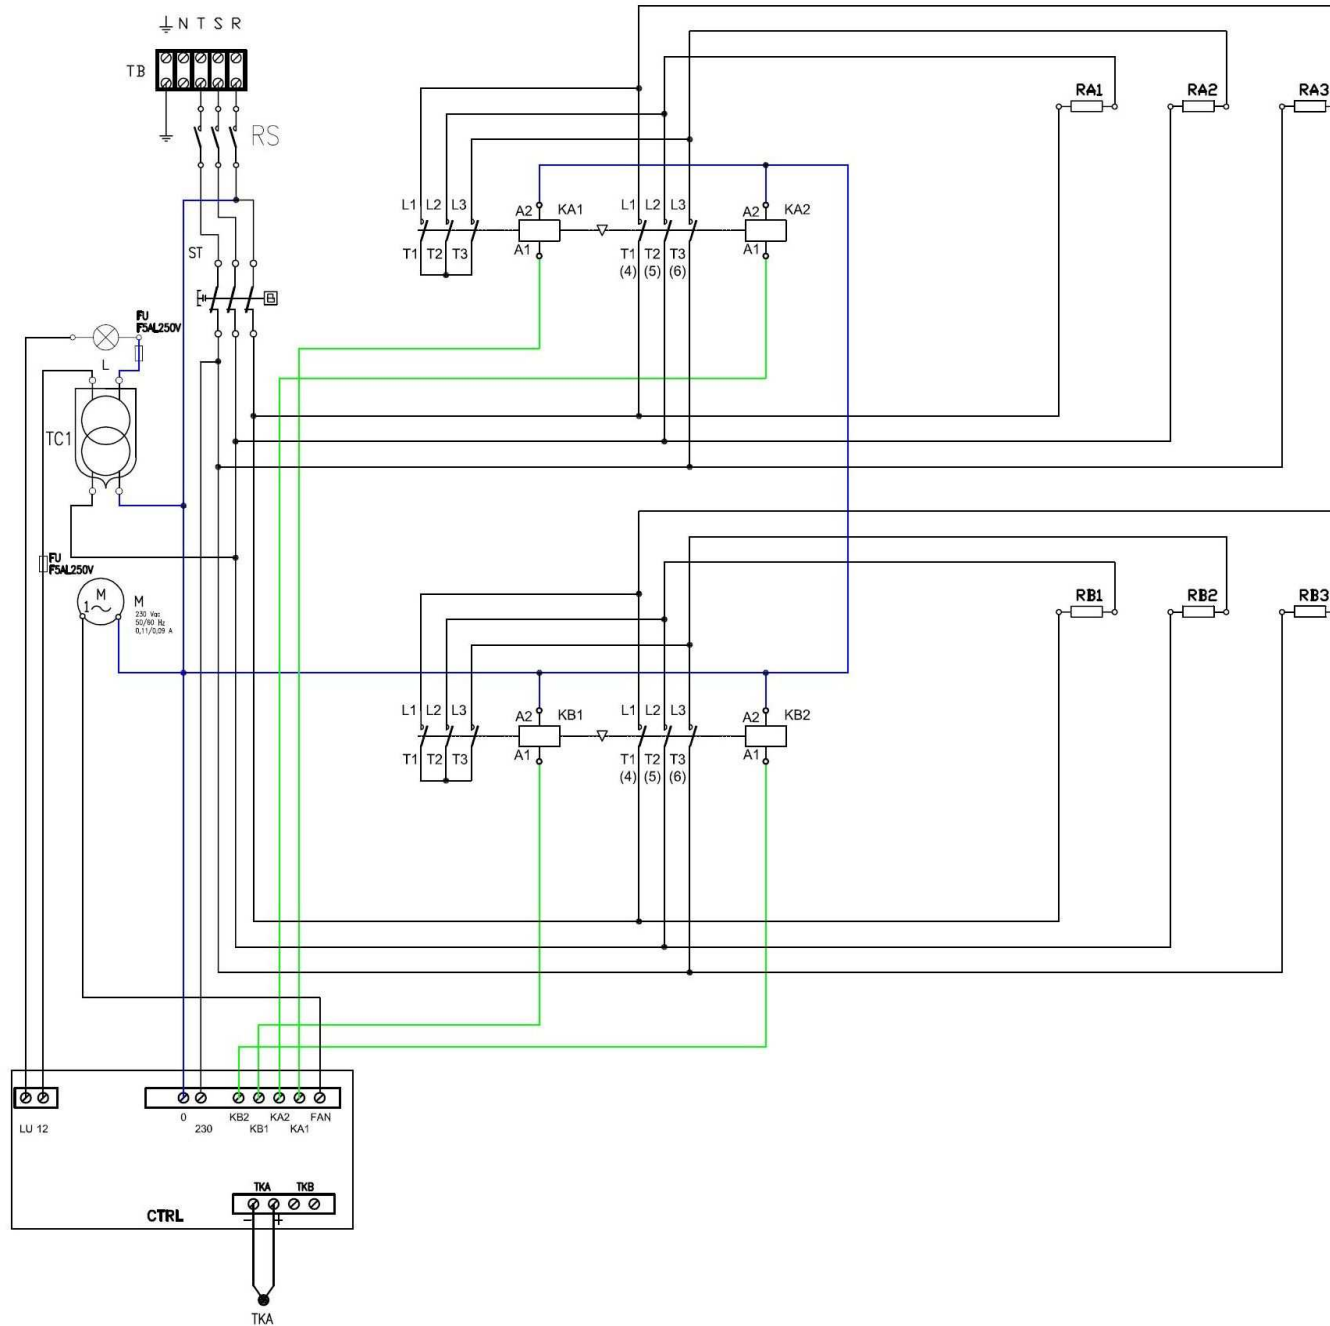 ⏚ N T S R
TB
RS
RA1 RA2 RA3
L1 L2 L3 A2 KA1 L1 L2 L3 A2 KA2
T1 T2 T3 A1 T1 T2 T3 A1
(4) (5) (6)
ST
B
FU
F5AL250V
L
TC1
FU
F5AL250V
M
1~
M
230 Vac
50/60 Hz
0,11/0,09 A
RB1 RB2 RB3
L1 L2 L3 A2 KB1 L1 L2 L3 A2 KB2
T1 T2 T3 A1 T1 T2 T3 A1
(4) (5) (6)
0 KB2 KA2 FAN
LU 12 230 KB1 KA1
TKA TKB
- +
CTRL
TKA